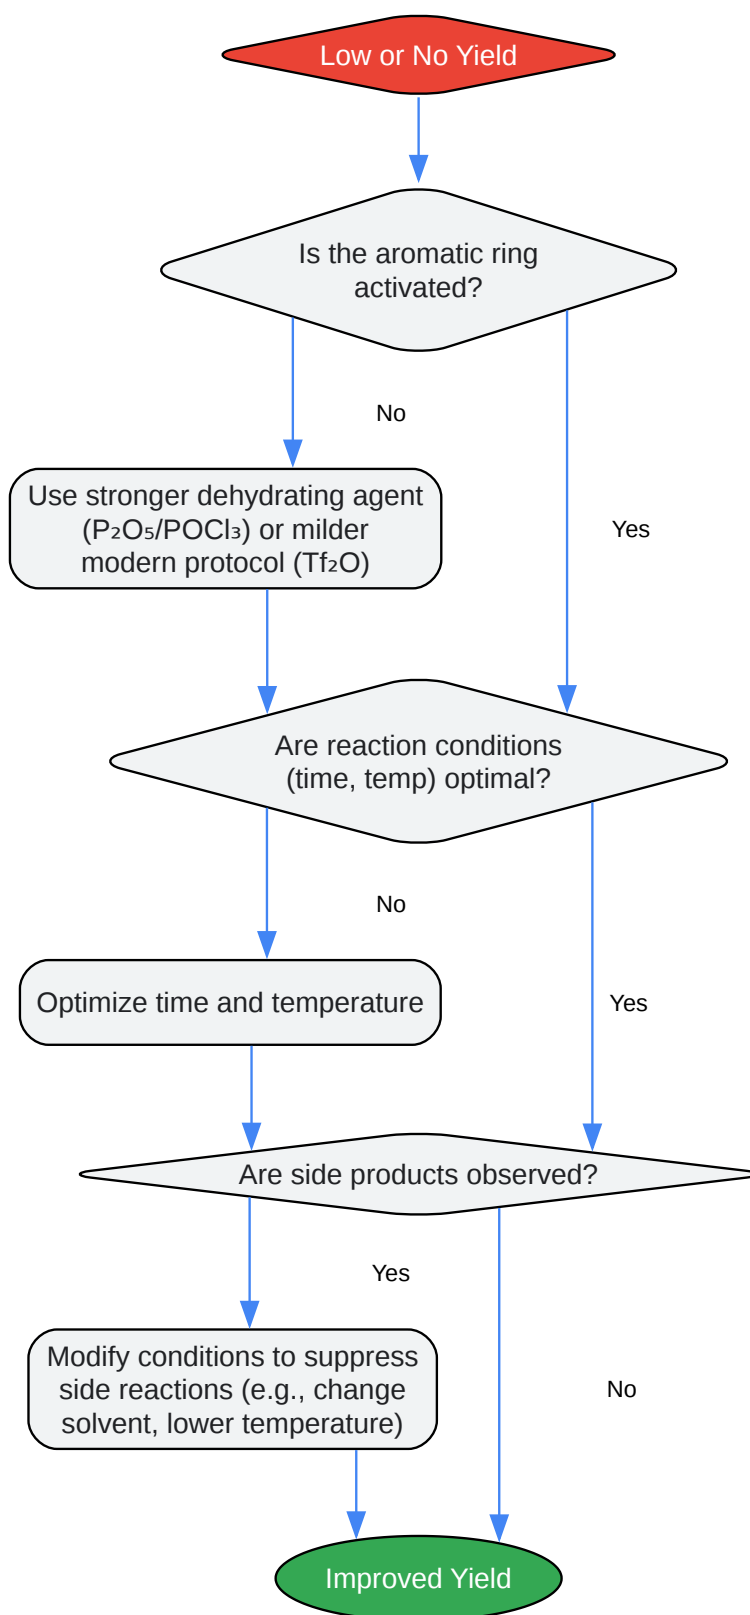 Low or No Yield
Is the aromatic ring
activated?
No
Use stronger dehydrating agent
(P₂O₅/POCl₃) or milder
modern protocol (Tf₂O)
Yes
Are reaction conditions
(time, temp) optimal?
No
Optimize time and temperature
Yes
Are side products observed?
Yes
Modify conditions to suppress
side reactions (e.g., change
solvent, lower temperature)
No
Improved Yield